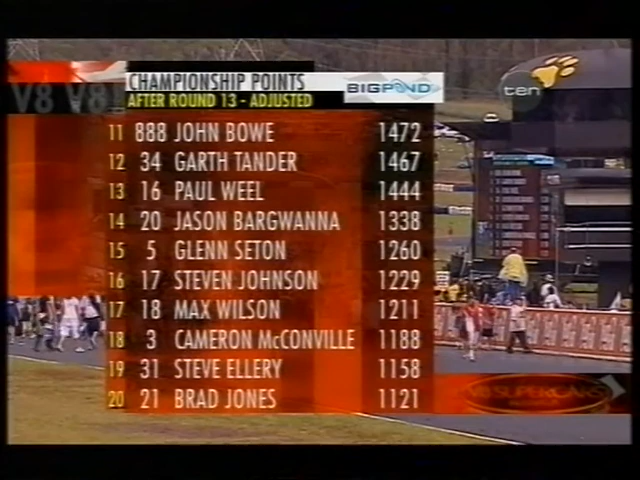 V8 V8
CHAMPIONSHIP POINTS
AFTER ROUND 13 - ADJUSTED
BIGPOND
ten
11 888 JOHN BOWE 1472
12 34 GARTH TANDER 1467
13 16 PAUL WEEL 1444
14 20 JASON BARGWANNA 1338
15 5 GLENN SETON 1260
16 17 STEVEN JOHNSON 1229
17 18 MAX WILSON 1211
18 3 CAMERON McCONVILLE 1188
19 31 STEVE ELLERY 1158
20 21 BRAD JONES 1121
V8 SUPERCARS